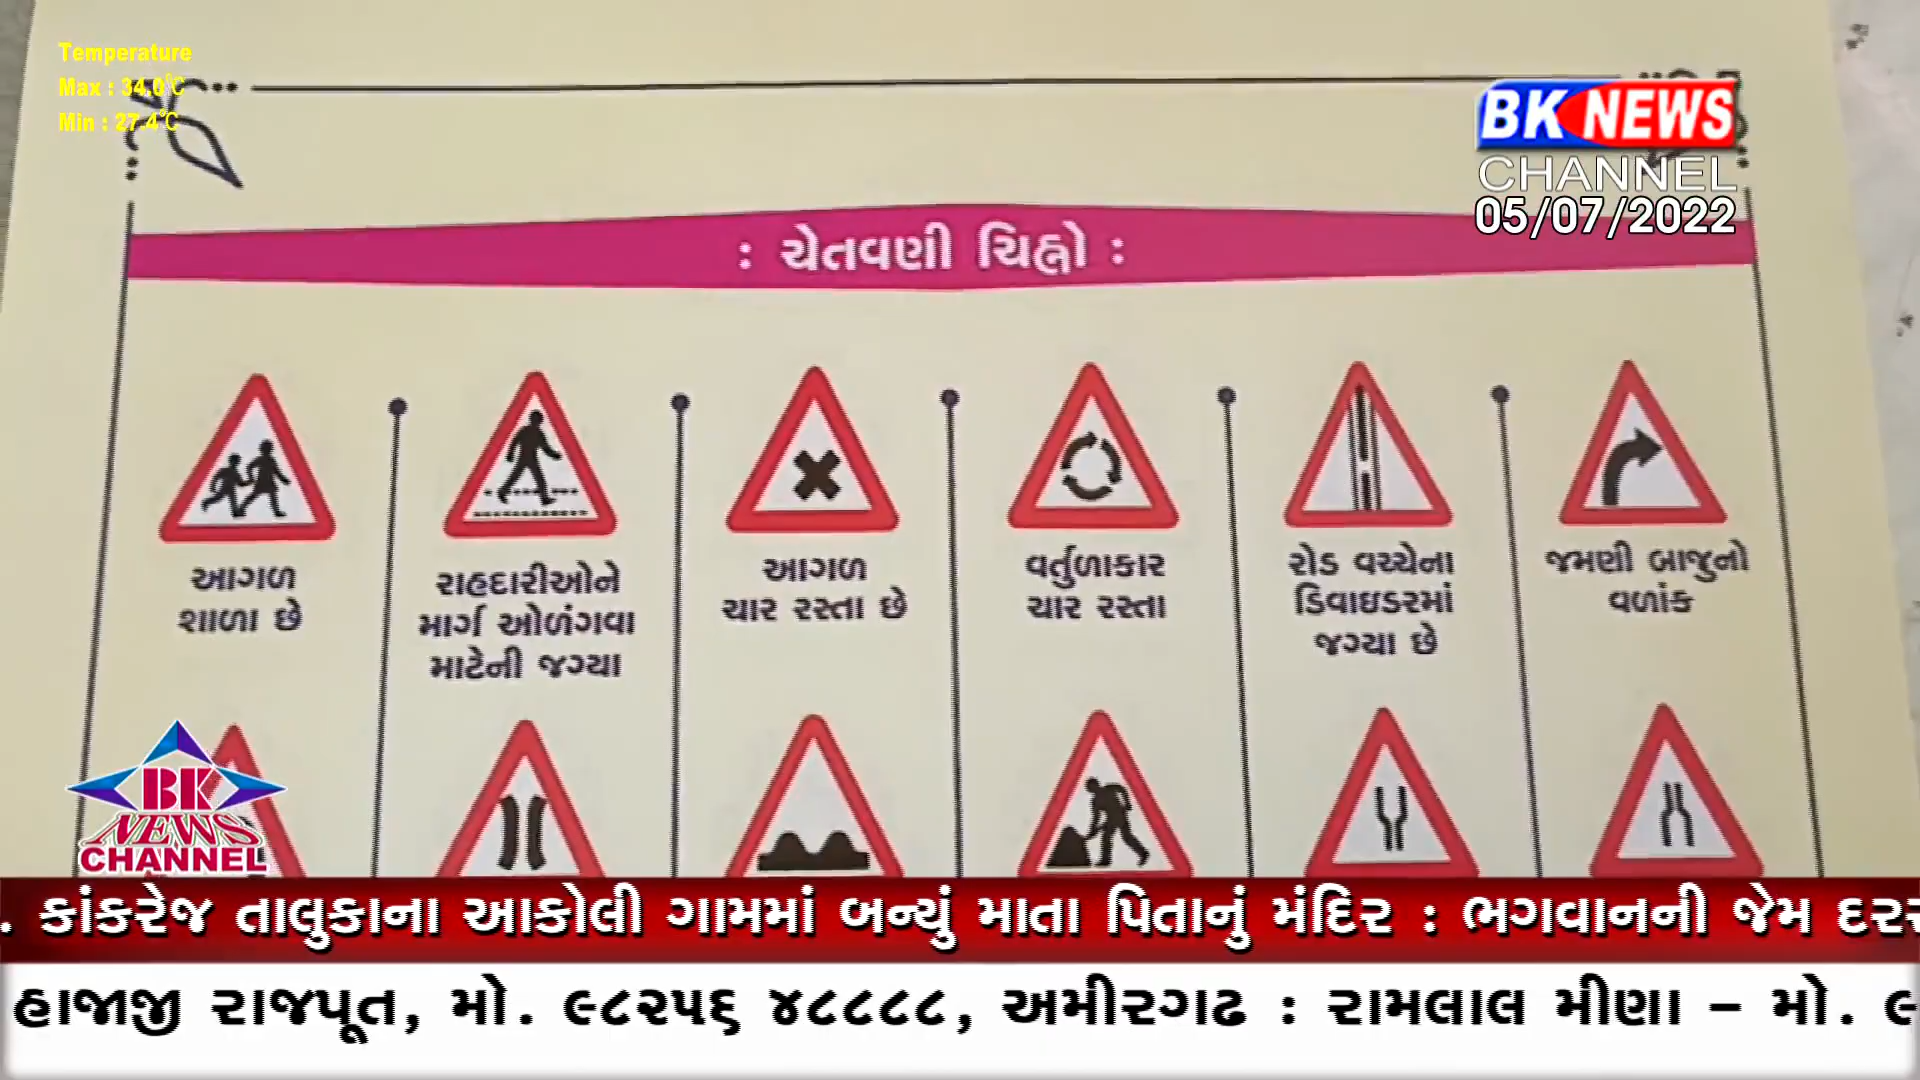 Temperature
Max : 34.0℃
Min : 27.4℃
BK NEWS
CHANNEL
05/07/2022
: ચેતવણી ચિહ્નો :
આગળ
શાળા છે
રાહદારીઓને
માર્ગ ઓળંગવા
માટેની જગ્યા
આગળ
ચાર રસ્તા છે
વર્તુળાકાર
ચાર રસ્તા
રોડ વચ્ચેના
ડિવાઇડરમાં
જગ્યા છે
જમણી બાજુનો
વળાંક
BK
NEWS
CHANNEL
. કાંકરેજ તાલુકાના આકોલી ગામમાં બન્યું માતા પિતાનું મંદિર : ભગવાનની જેમ
હાજાજી રાજપૂત, મો. ૯૮૨૫૬ ૪૮૮૮૮, અમીરગઢ : રામલાલ મીણા - મો. ૯